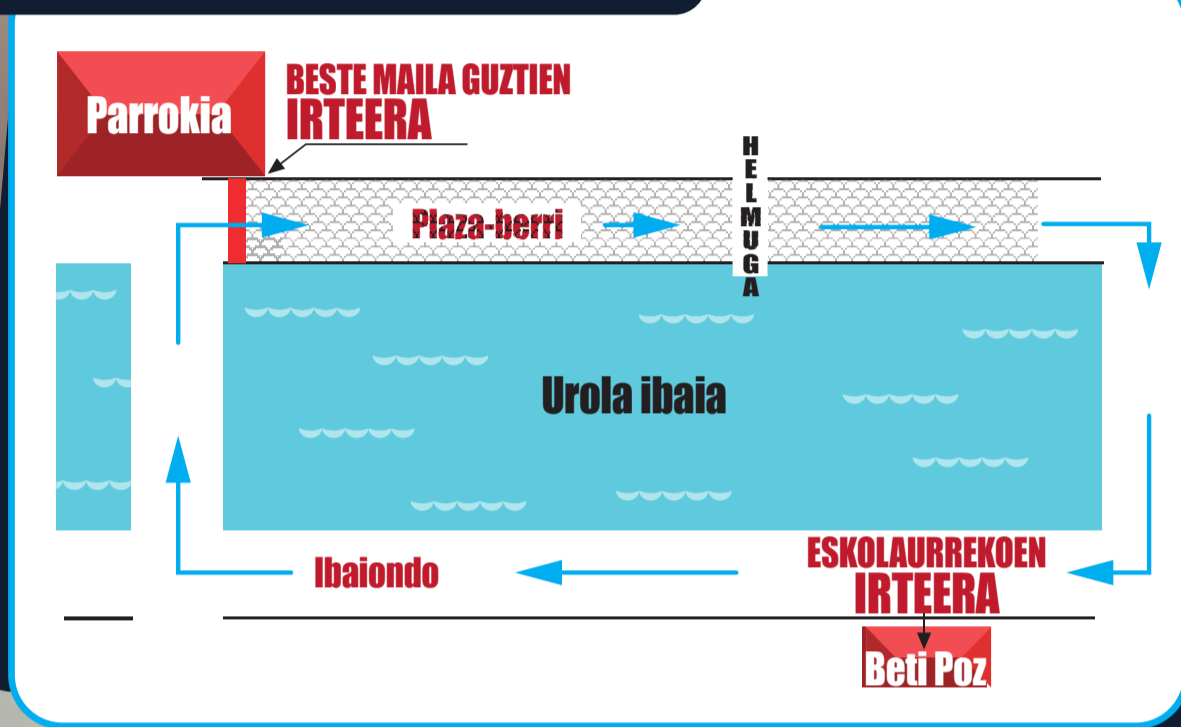 Parrokia
BESTE MAILA GUZTIEN
IRTEERA
HELMUGA
Plaza-berri
Urola ibaia
Ibaiondo
ESKOLAURREKOEN
IRTEERA
Beti Poz